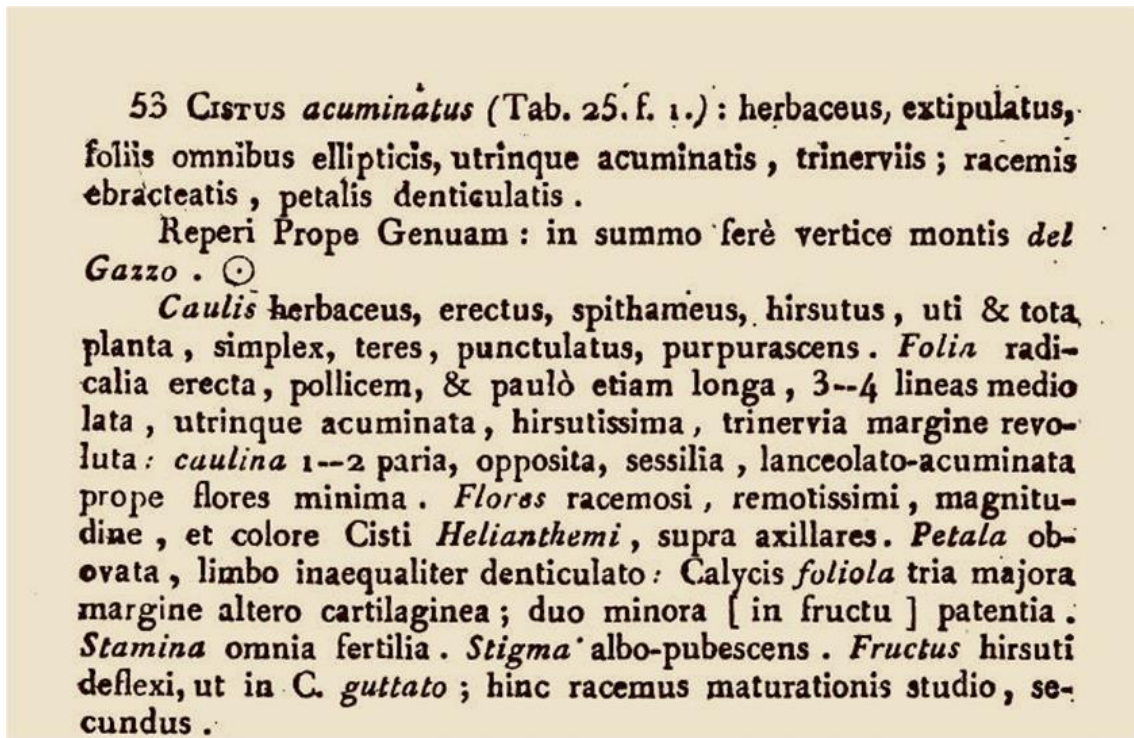 53 CISTUS acuminatus (Tab. 25. f. 1.) : herbaceus, extipulatus,
foliis omnibus ellipticis, utrinque acuminatis , trinerviis ; racemis
ebracteatis , petalis denticulatis .
Reperi Prope Genuam : in summo ferè vertice montis del
Gazzo . ⊙
Caulis herbaceus, erectus, spithameus, hirsutus , uti & tota
planta , simplex, teres , punctulatus, purpurascens . Folia radi-
calia erecta , pollicem, & paulò etiam longa , 3--4 lineas medio
lata , utrinque acuminata , hirsutissima , trinervia margine revo-
luta : caulina 1--2 paria, opposita, sessilia , lanceolato-acuminata
prope flores minima . Flores racemosi , remotissimi , magnitu-
dine , et colore Cisti Helianthemi , supra axillares . Petala ob-
ovata , limbo inaequaliter denticulato : Calycis foliola tria majora
margine altero cartilaginea ; duo minora [ in fructu ] patentia .
Stamina omnia fertilia . Stigma albo-pubescens . Fructus hirsuti
deflexi, ut in C. guttato ; hinc racemus maturationis studio , se-
cundus .